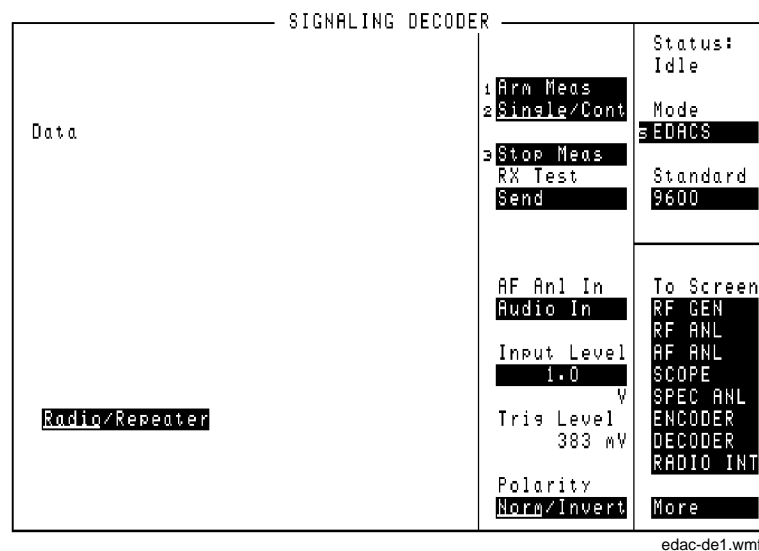 SIGNALING DECODER
Data
Radio/Repeater
1 Arm Meas
2 Single/Cont
3 Stop Meas
RX Test
Send
AF Anl In
Audio In
Input Level
1.0
V
Trig Level
383 mV
Polarity
Norm/Invert
Status:
Idle
Mode
S EDACS
Standard
9600
To Screen
RF GEN
RF ANL
AF ANL
SCOPE
SPEC ANL
ENCODER
DECODER
RADIO INT
More
edac-de1.wmf